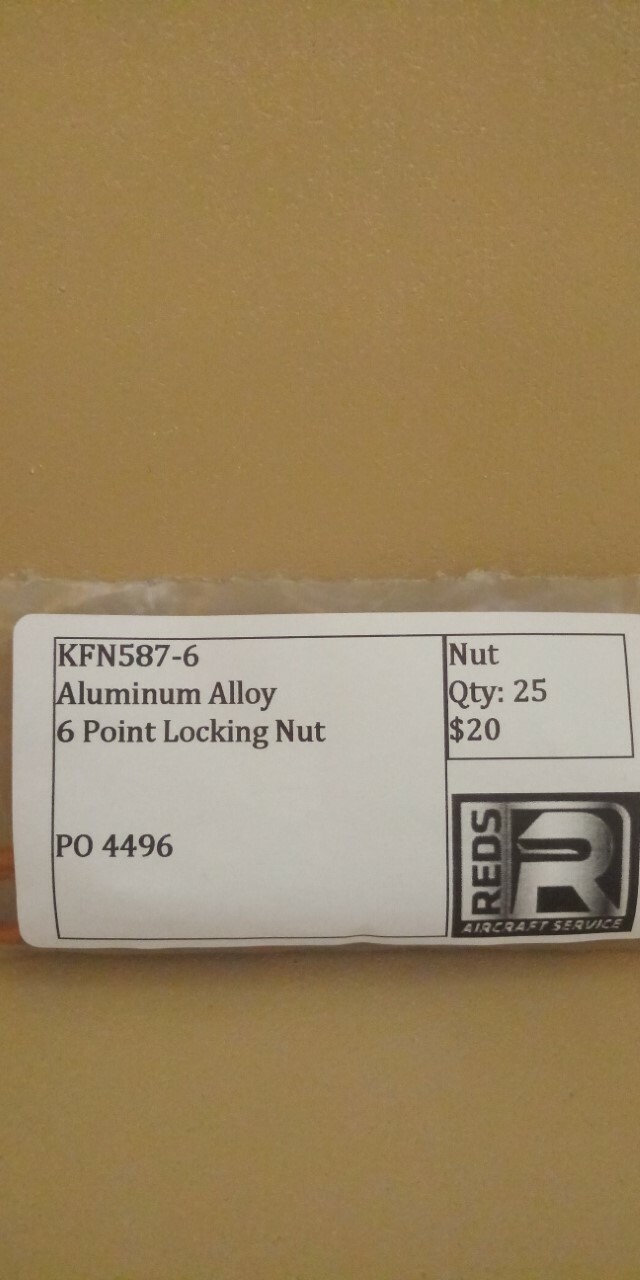 KFN587-6
Aluminum Alloy
6 Point Locking Nut
PO 4496
Nut
Qty: 25
$20
REDS
R
AIRCRAFT SERVICE